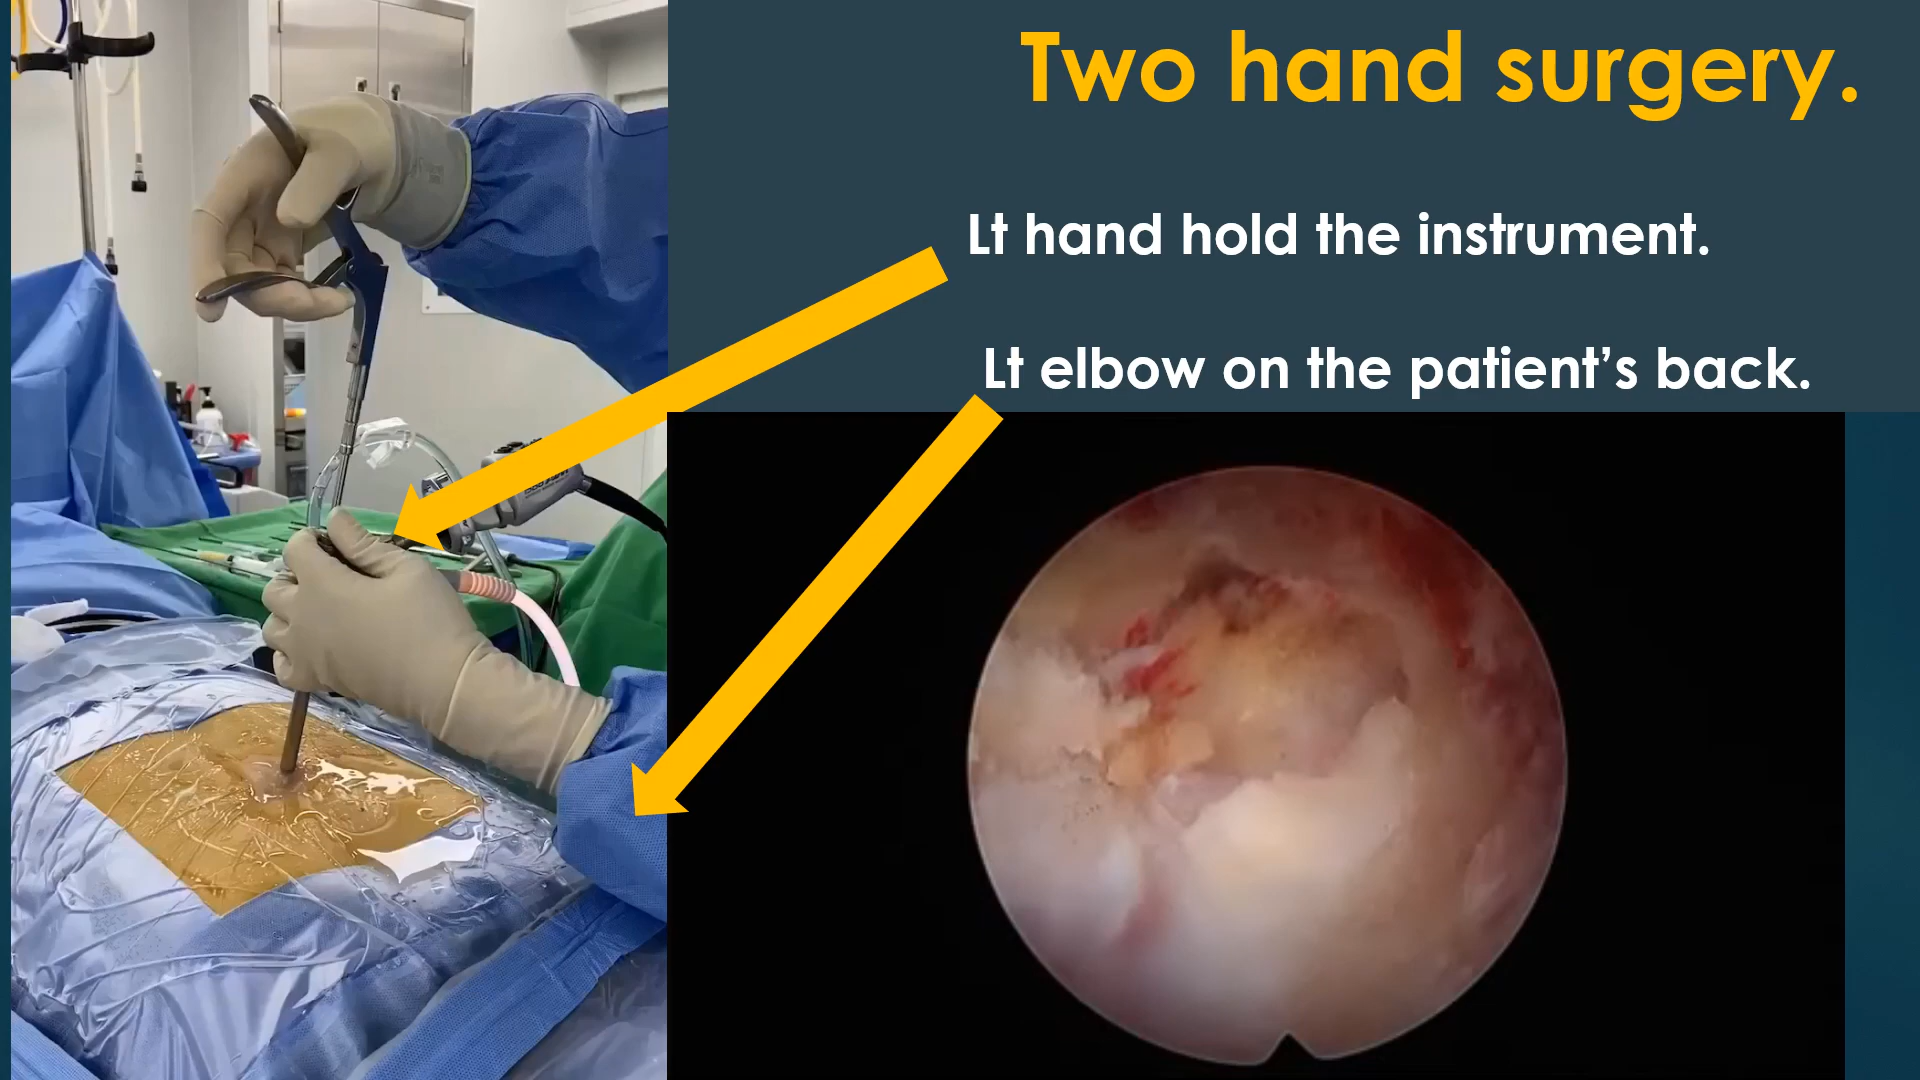 Two hand surgery.
Lt hand hold the instrument.
Lt elbow on the patient’s back.